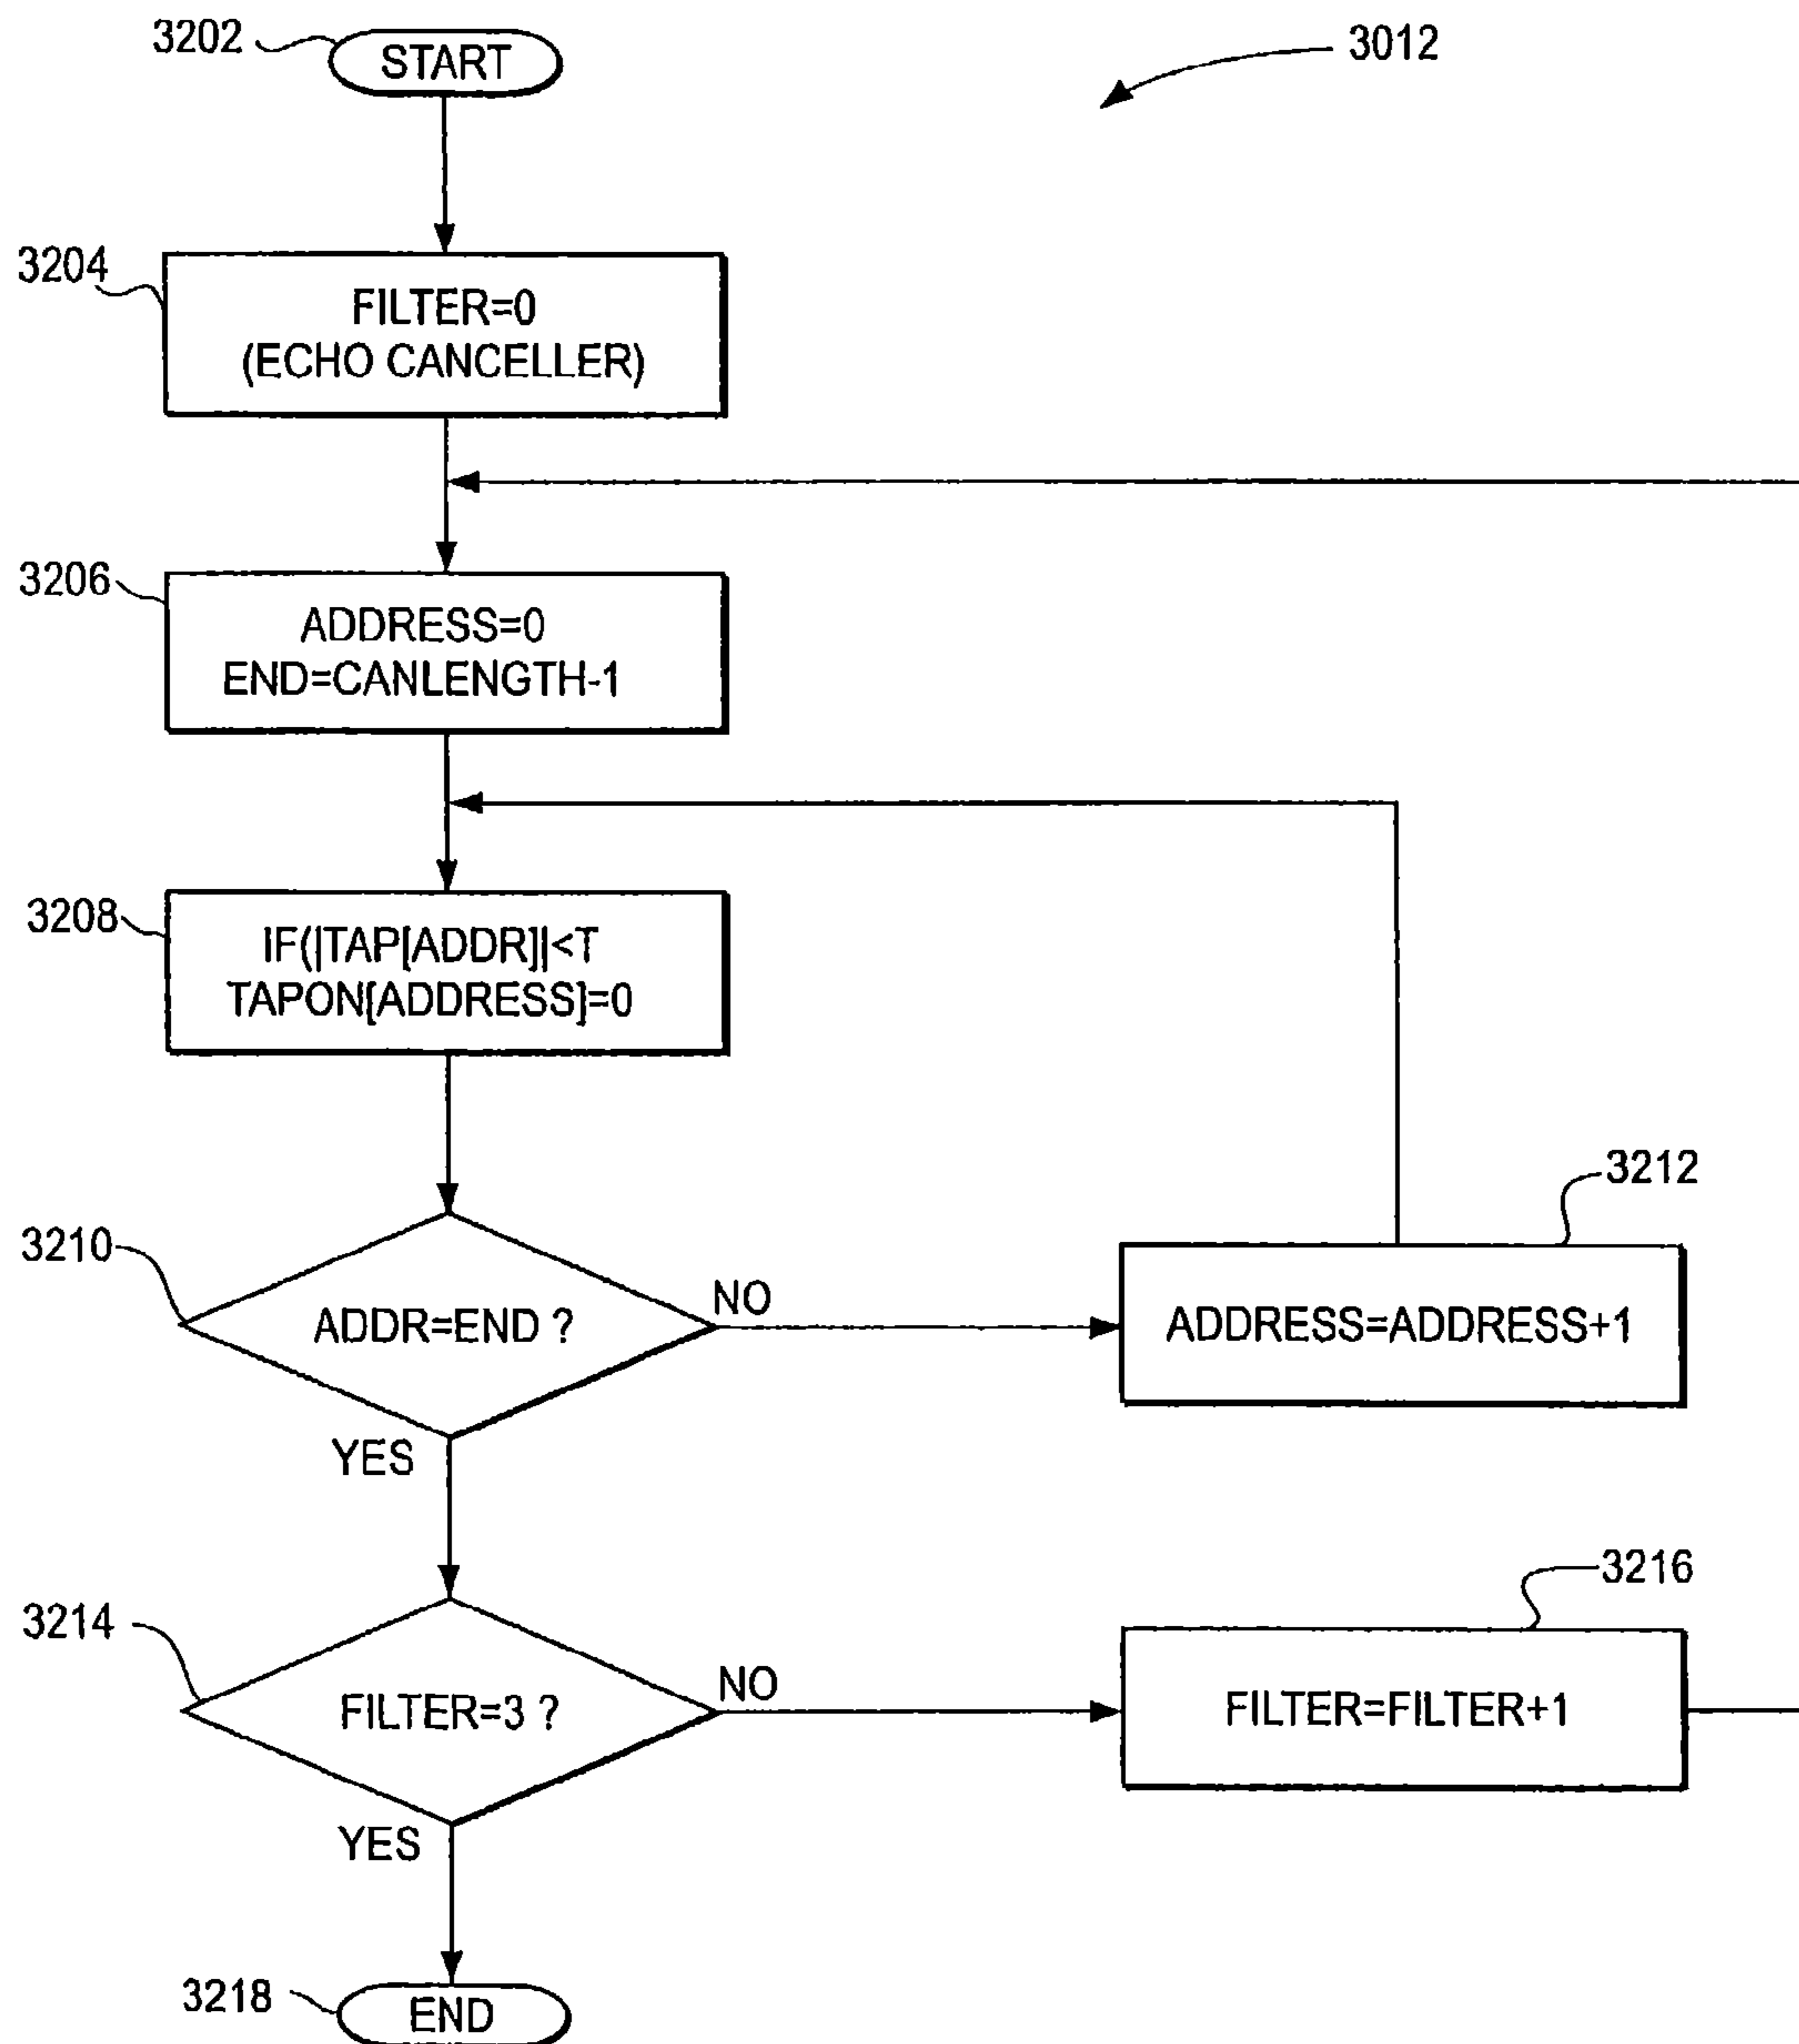 3202
START
3012
3204
FILTER=0
(ECHO CANCELLER)
3206
ADDRESS=0
END=CANLENGTH-1
3208
IF(|TAP[ADDR]|<T
TAPON[ADDRESS]=0
3210
ADDR=END ?
NO
YES
3212
ADDRESS=ADDRESS+1
3214
FILTER=3 ?
NO
YES
3216
FILTER=FILTER+1
3218
END